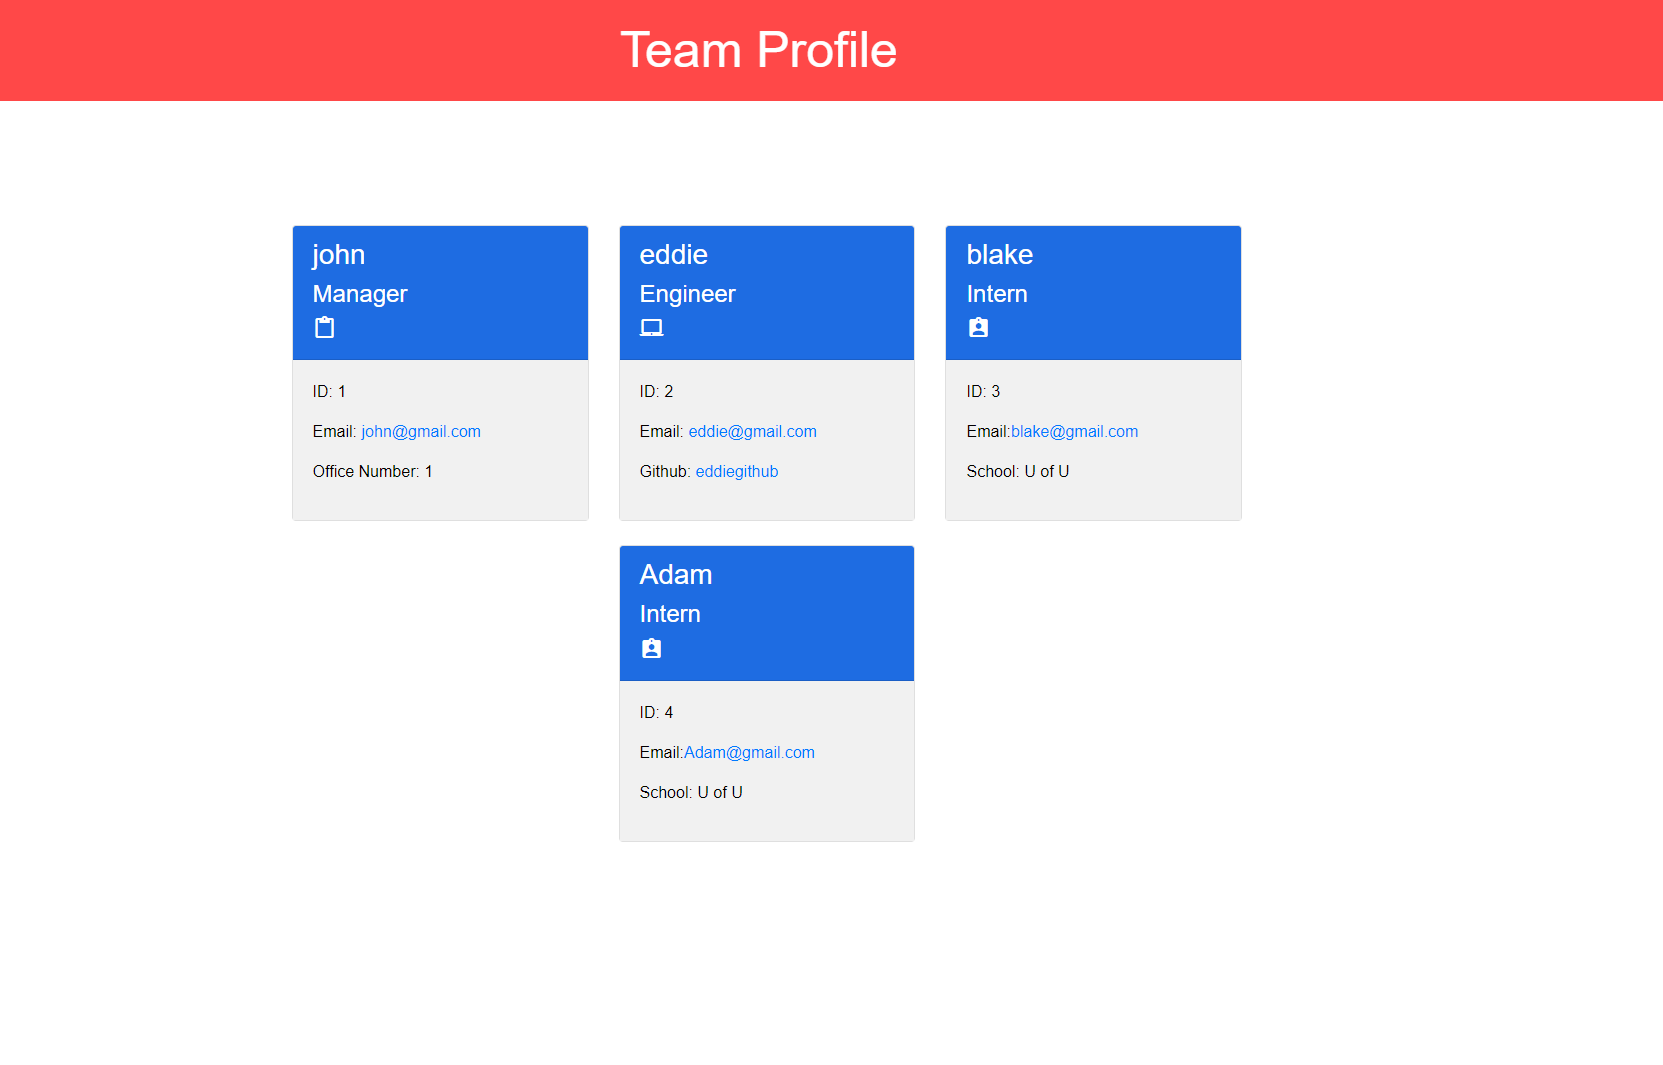 Team Profile
john
Manager
ID: 1
Email: john@gmail.com
Office Number: 1
eddie
Engineer
ID: 2
Email: eddie@gmail.com
Github: eddiegithub
blake
Intern
ID: 3
Email:blake@gmail.com
School: U of U
Adam
Intern
ID: 4
Email:Adam@gmail.com
School: U of U